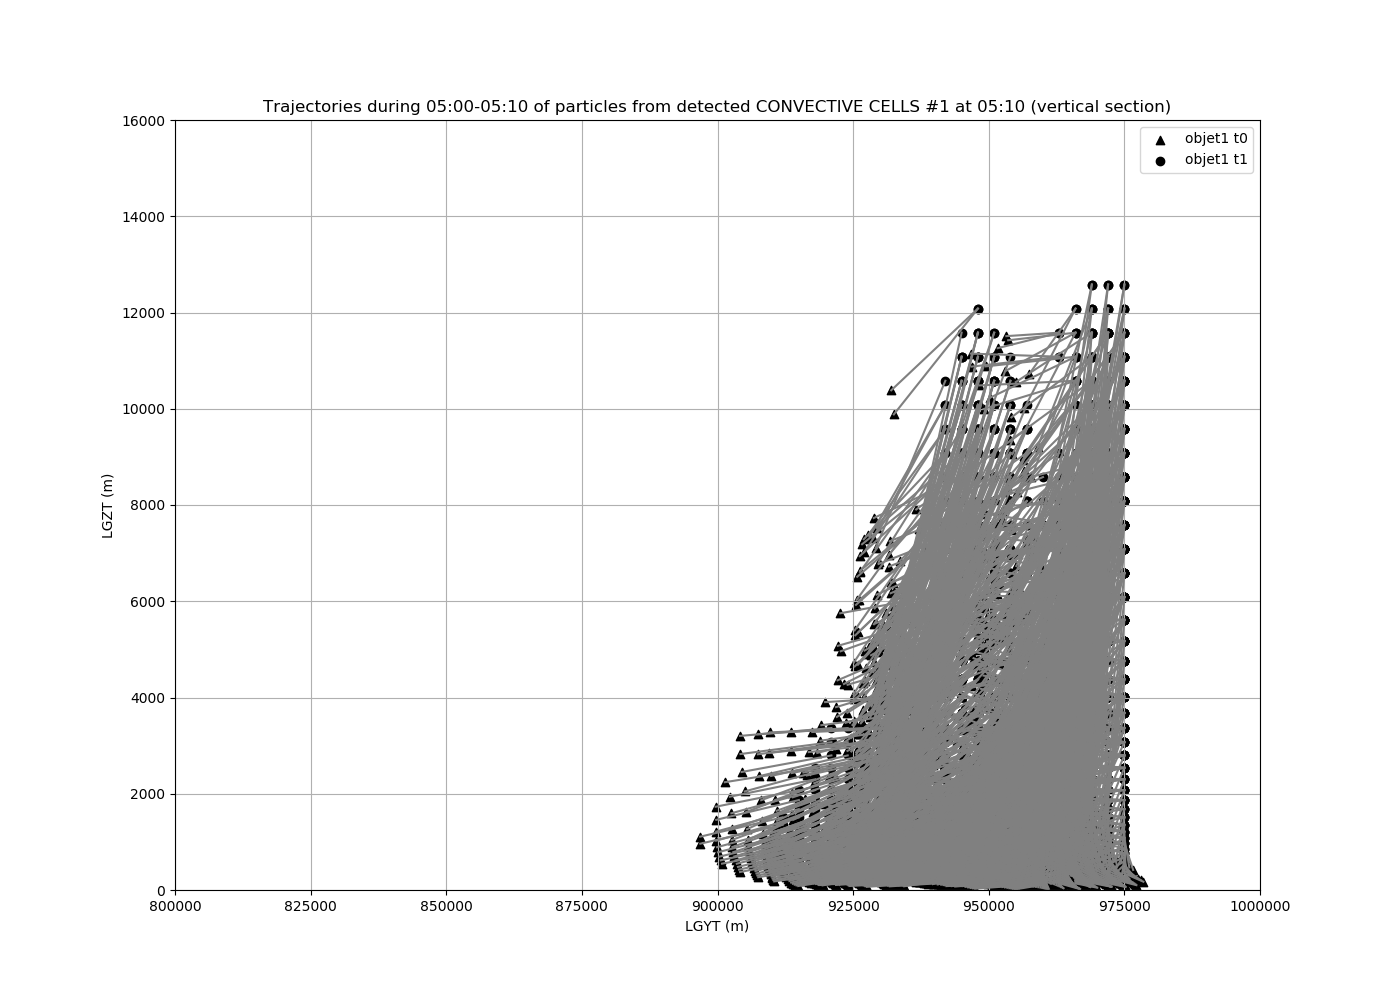 Trajectories during 05:00-05:10 of particles from detected CONVECTIVE CELLS #1 at 05:10 (vertical section)
objet1 t0
objet1 t1
16000
14000
12000
10000
8000
6000
4000
2000
0
LGZT (m)
800000 825000 850000 875000 900000 925000 950000 975000 1000000
LGYT (m)